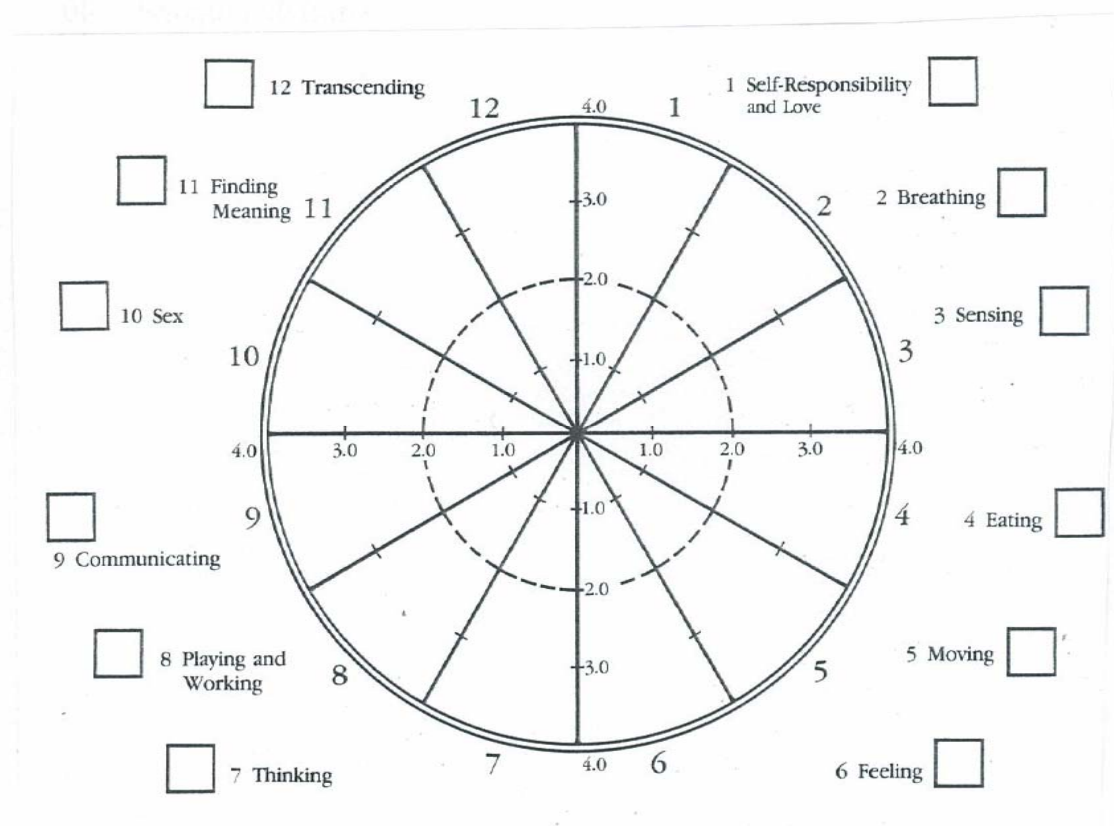 12 Transcending
1 Self-Responsibility
and Love
12
4.0
1
11 Finding
Meaning
11
3.0
2
2 Breathing
2.0
10 Sex
3 Sensing
10
1.0
3
4.0
3.0
2.0
1.0
1.0
2.0
3.0
4.0
9
1.0
4
4 Eating
9 Communicating
2.0
8 Playing and
Working
8
3.0
5
5 Moving
7 Thinking
7
4.0
6
6 Feeling